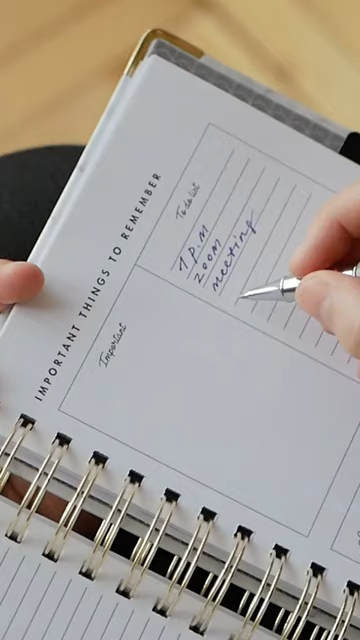 IMPORTANT THINGS TO REMEMBER
To do list
1 P.M
ZOOM
meeting
Important